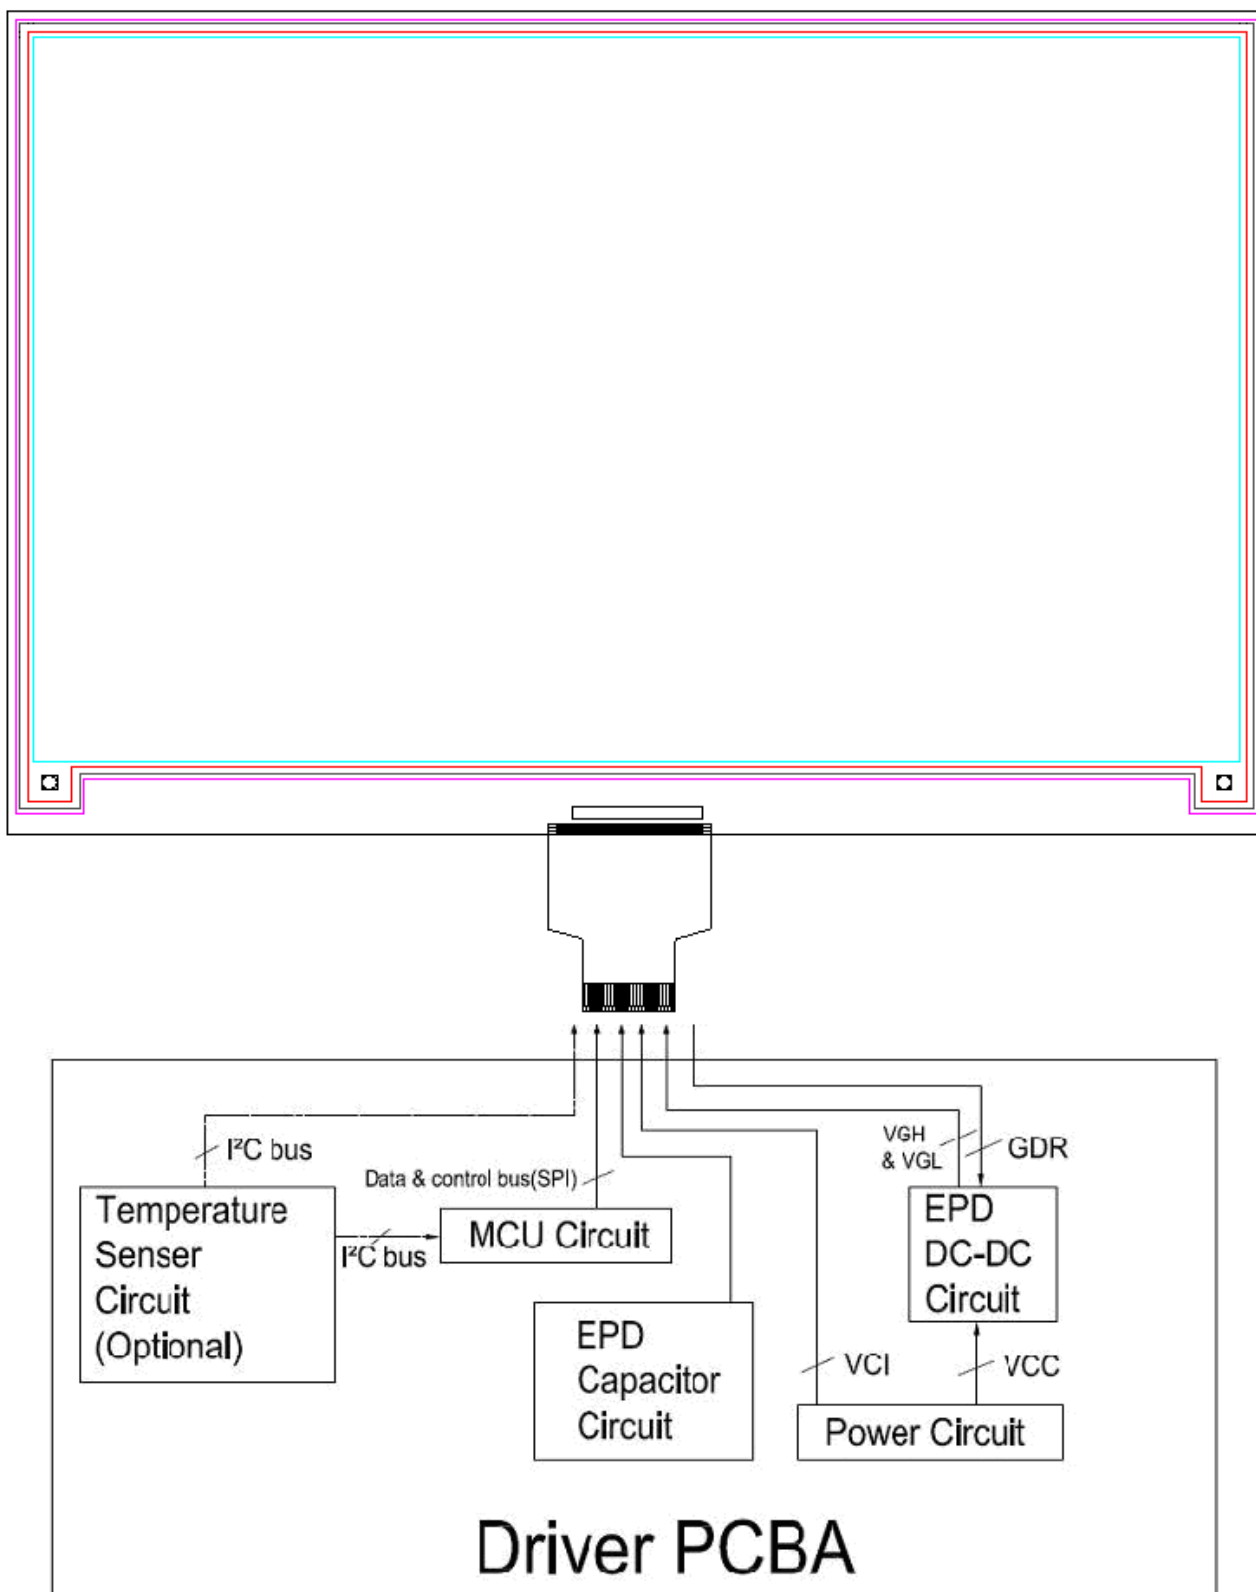 I²C bus
Data & control bus(SPI)
VGH
& VGL
GDR
Temperature
Senser
Circuit
(Optional)
I²C bus
MCU Circuit
EPD
DC-DC
Circuit
EPD
Capacitor
Circuit
VCI
VCC
Power Circuit
Driver PCBA